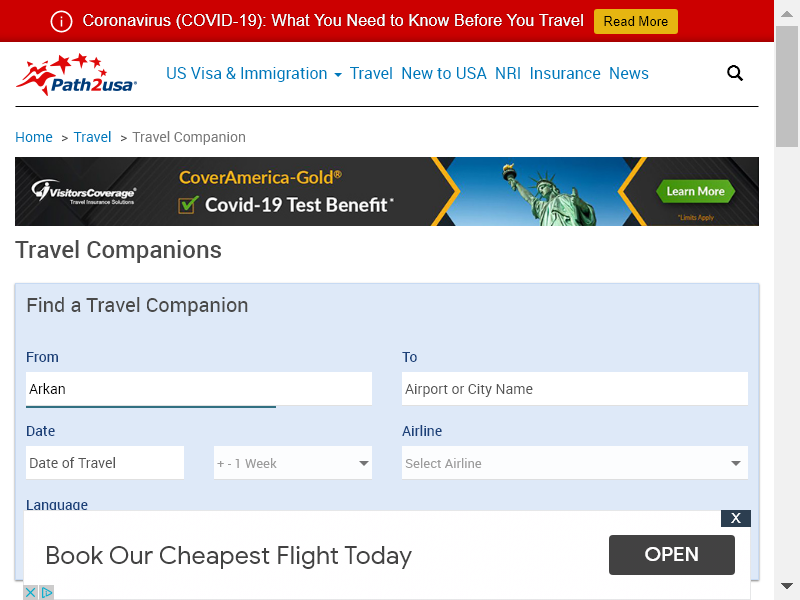 Coronavirus (COVID-19): What You Need to Know Before You Travel Read More
Path2usa
US Visa & Immigration Travel New to USA NRI Insurance News
Home > Travel > Travel Companion
VisitorsCoverage®
Travel Insurance Solutions
CoverAmerica-Gold®
Covid-19 Test Benefit*
Learn More
*Limits Apply
Travel Companions
Find a Travel Companion
From To
Arkan Airport or City Name
Date Airline
Date of Travel + - 1 Week Select Airline
Language
X
Book Our Cheapest Flight Today OPEN